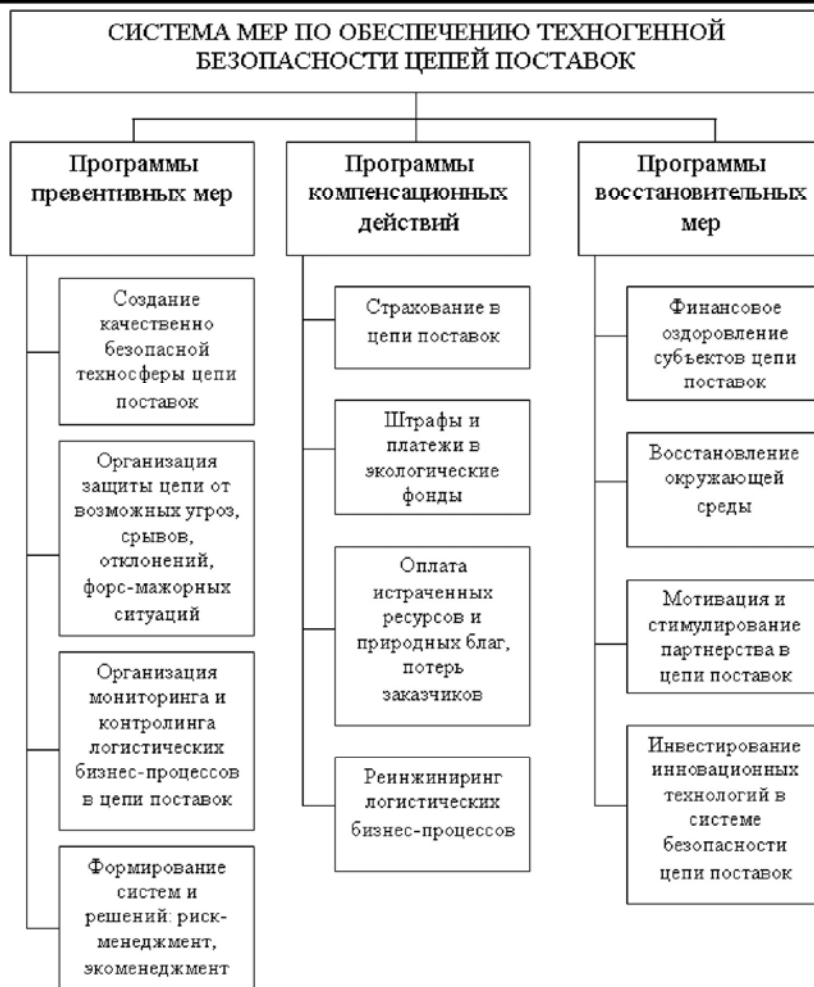 СИСТЕМА МЕР ПО ОБЕСПЕЧЕНИЮ ТЕХНОГЕННОЙ
БЕЗОПАСНОСТИ ЦЕПЕЙ ПОСТАВОК
Программы
превентивных мер
Создание
качественно
безопасной
техносферы цепи
поставок
Организация
защиты цепи от
возможных угроз,
срывов,
отклонений,
форс-мажорных
ситуаций
Организация
мониторинга и
контролинга
логистических
бизнес-процессов
в цепи поставок
Формирование
систем и
решений: риск-
менеджмент,
экоменеджмент
Программы
компенсационных
действий
Страхование в
цепи поставок
Штрафы и
платежи в
экологические
фонды
Оплата
истраченных
ресурсов и
природных благ,
потерь
заказчиков
Реинжиниринг
логистических
бизнес-процессов
Программы
восстановительных
мер
Финансовое
оздоровление
субъектов цепи
поставок
Восстановление
окружающей
среды
Мотивация и
стимулирование
партнерства в
цепи поставок
Инвестирование
инновационных
технологий в
системе
безопасности
цепи поставок